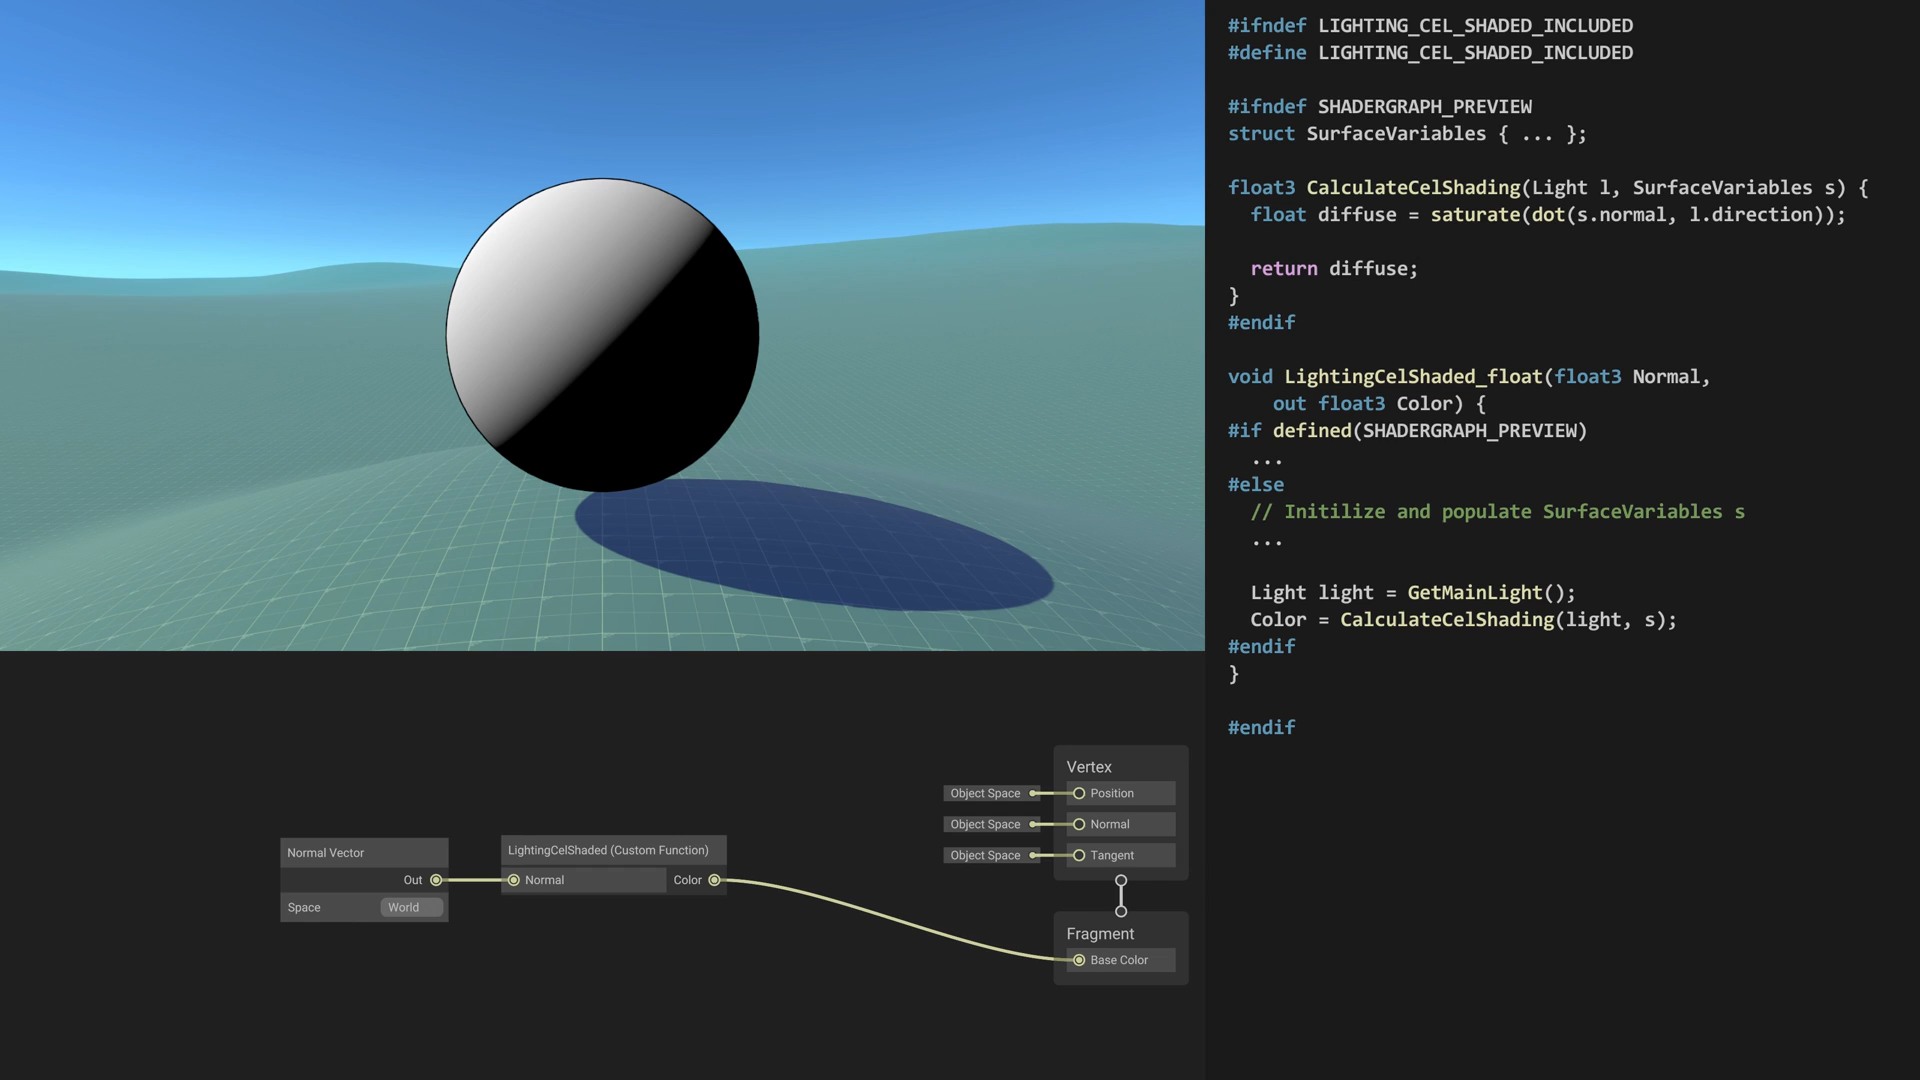 #ifndef LIGHTING_CEL_SHADED_INCLUDED
#define LIGHTING_CEL_SHADED_INCLUDED
#ifndef SHADERGRAPH_PREVIEW
struct SurfaceVariables { ... };
float3 CalculateCelShading(Light l, SurfaceVariables s) {
float diffuse = saturate(dot(s.normal, l.direction));
return diffuse;
}
#endif
void LightingCelShaded_float(float3 Normal,
out float3 Color) {
#if defined(SHADERGRAPH_PREVIEW)
...
#else
// Initilize and populate SurfaceVariables s
...
Light light = GetMainLight();
Color = CalculateCelShading(light, s);
#endif
}
#endif
Normal Vector
Out
Space World
LightingCelShaded (Custom Function)
Normal Color
Vertex
Object Space Position
Object Space Normal
Object Space Tangent
Fragment
Base Color